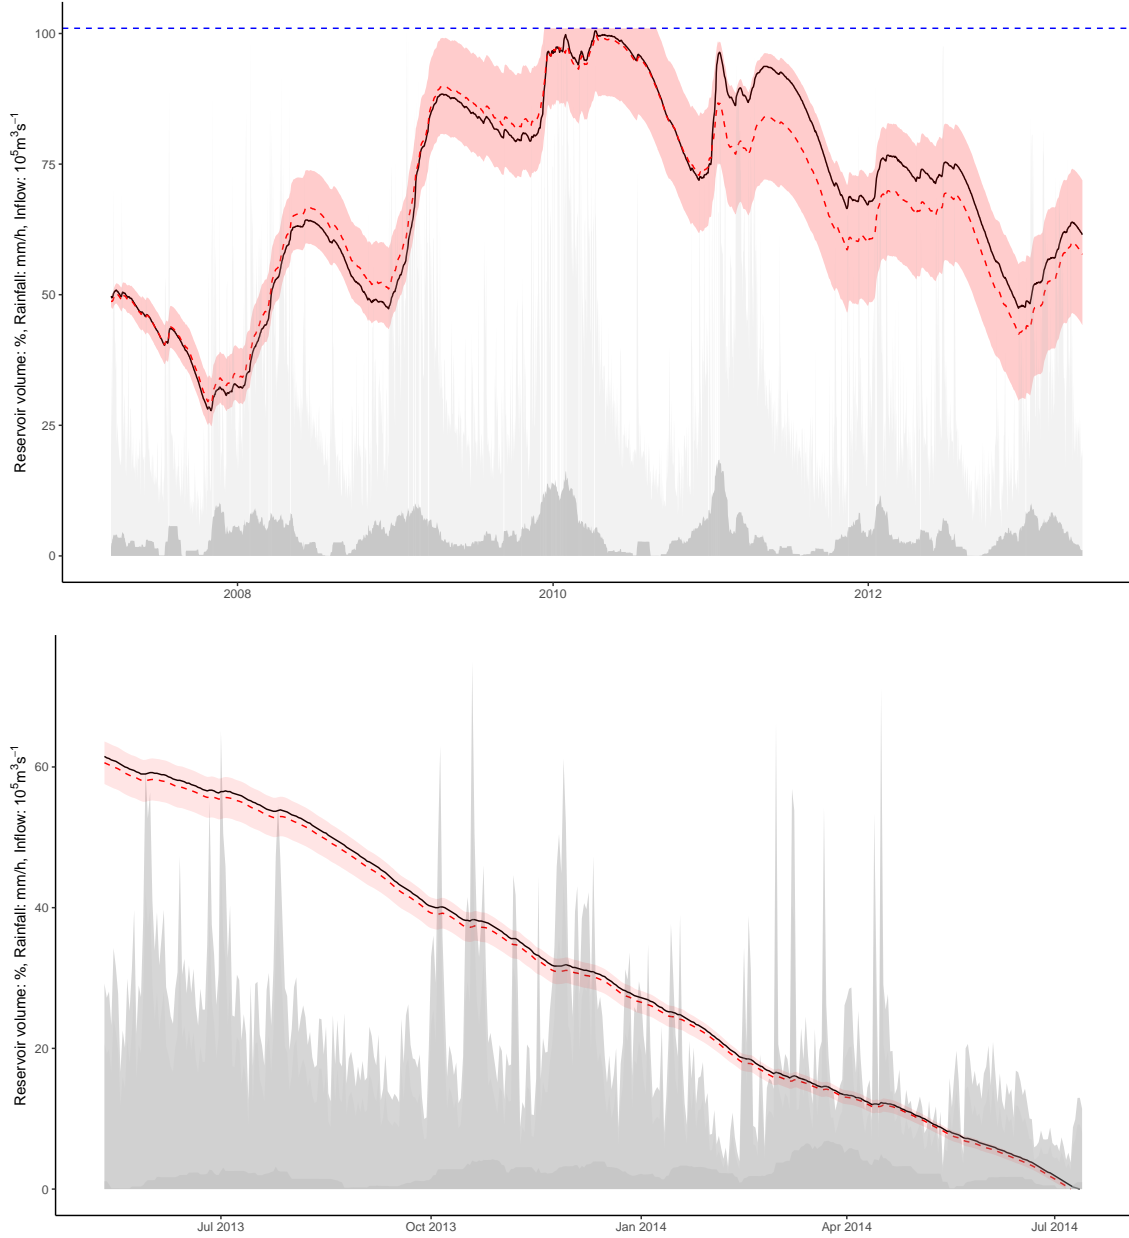 Reservoir volume: %, Rainfall: mm/h, Inflow: 10⁵m³s⁻¹
100
75
50
25
0
2008
2010
2012
Reservoir volume: %, Rainfall: mm/h, Inflow: 10⁵m³s⁻¹
60
40
20
0
Jul 2013
Oct 2013
Jan 2014
Apr 2014
Jul 2014